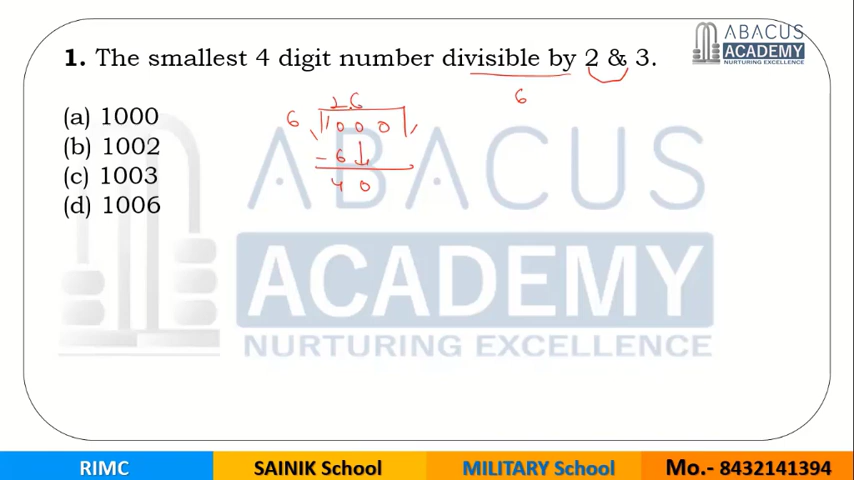 1. The smallest 4 digit number divisible by 2 & 3.
ABACUS
ACADEMY
NURTURING EXCELLENCE
6
26
6 1000
(a) 1000
(b) 1002
- 6
(c) 1003
40
(d) 1006
ABACUS
ACADEMY
NURTURING EXCELLENCE
RIMC
SAINIK School
MILITARY School
Mo.- 8432141394